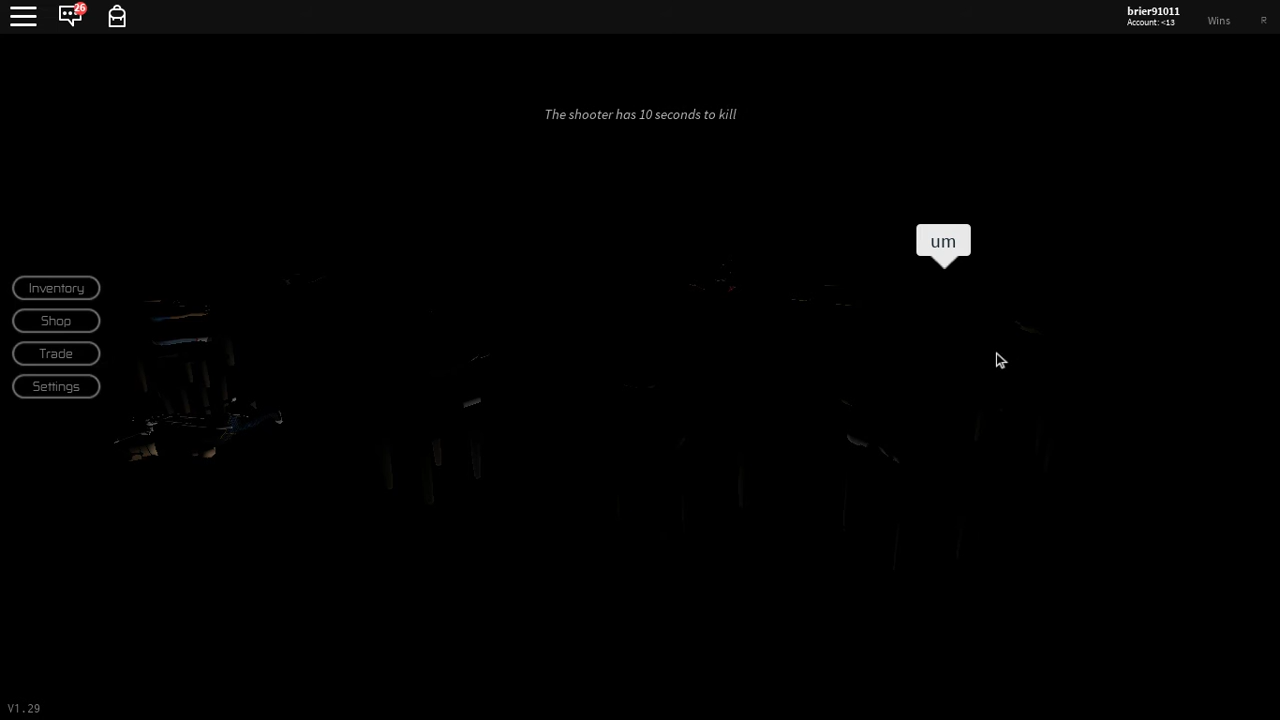 26
brier91011
Account: <13
Wins
R
The shooter has 10 seconds to kill
um
Inventory
Shop
Trade
Settings
V1.29